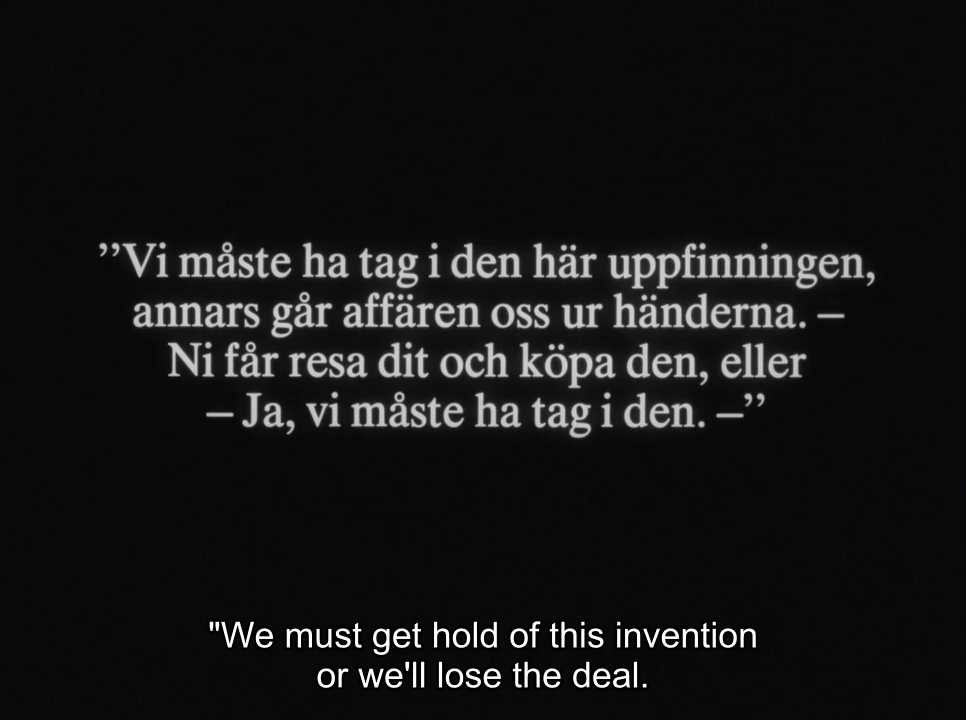 ”Vi måste ha tag i den här uppfinningen,
annars går affären oss ur händerna. –
Ni får resa dit och köpa den, eller
– Ja, vi måste ha tag i den. –”
"We must get hold of this invention
or we'll lose the deal.